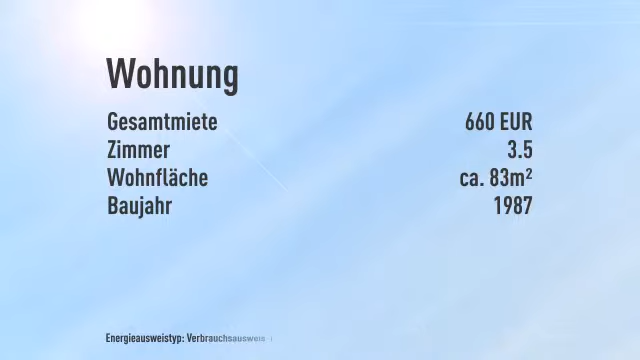 Wohnung
Gesamtmiete 660 EUR
Zimmer 3.5
Wohnfläche ca. 83m²
Baujahr 1987
Energieausweistyp: Verbrauchsausweis